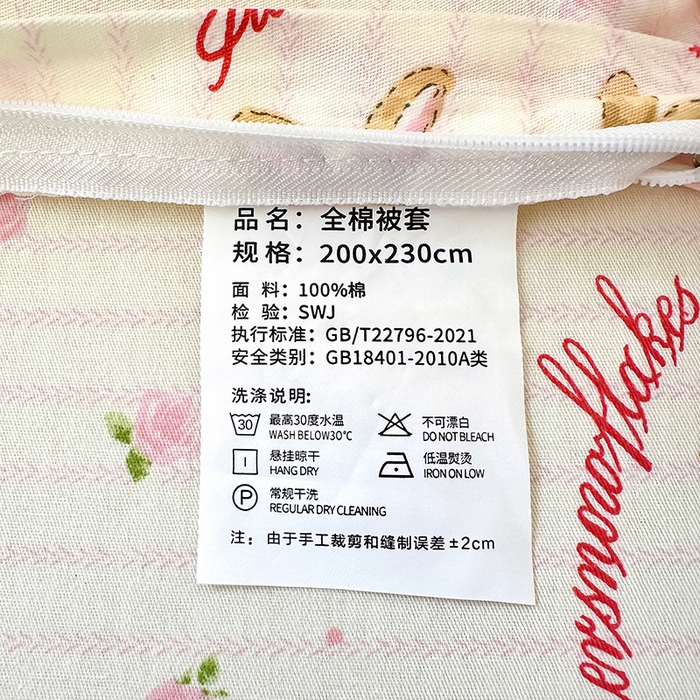 品名：全棉被套
规格：200x230cm
面 料：100%棉
检 验：SWJ
执行标准：GB/T22796-2021
安全类别：GB18401-2010A类
洗涤说明：
30 最高30度水温
WASH BELOW30°C
不可漂白
DO NOT BLEACH
悬挂晾干
HANG DRY
低温熨烫
IRON ON LOW
P 常规干洗
REGULAR DRY CLEANING
注：由于手工裁剪和缝制误差±2cm
ersnowflakes